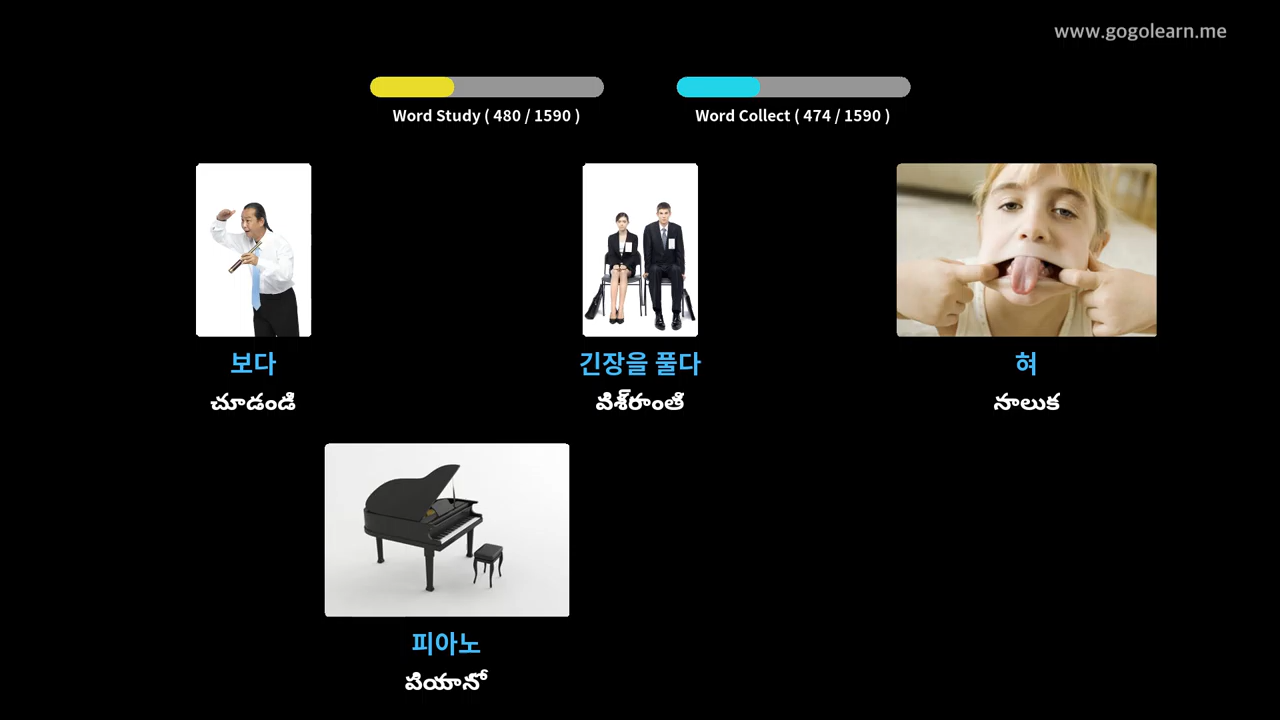 www.gogolearn.me
Word Study ( 480 / 1590 )
Word Collect ( 474 / 1590 )
보다
చూడండి
긴장을 풀다
విశ్రాంతి
혀
నాలుక
피아노
పియానో